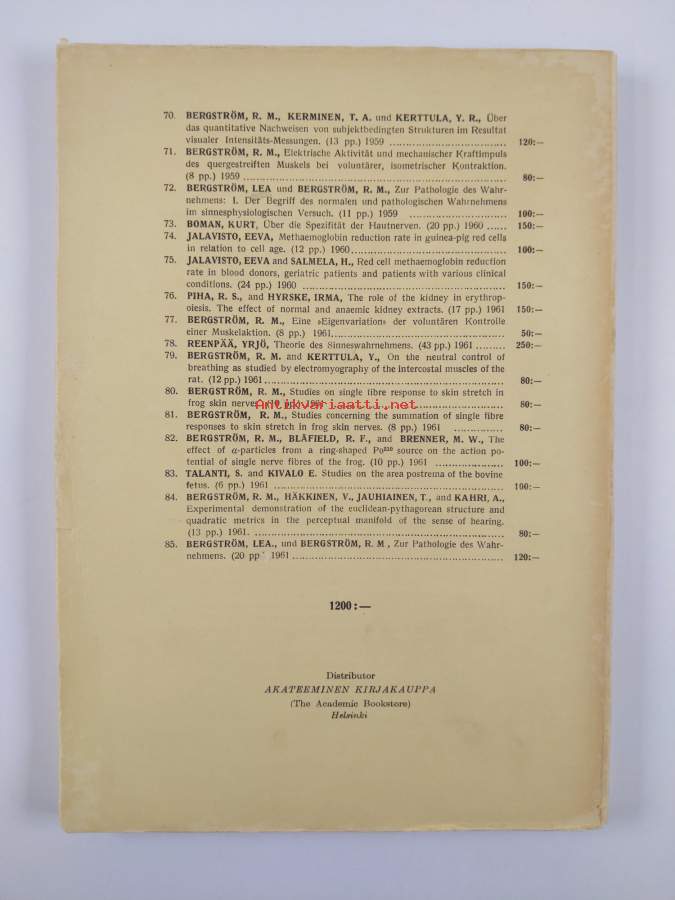 70. BERGSTRÖM, R. M., KERMINEN, T. A. und KERTTULA, Y. R., Über
das quantitative Nachweisen von subjektbedingten Strukturen im Resultat
visualer Intensitäts-Messungen. (13 pp.) 1959 ........ 120:—
71. BERGSTRÖM, R. M., Elektrische Aktivität und mechanischer Kraftimpuls
des quergestreiften Muskels bei voluntärer, isometrischer Kontraktion.
(8 pp.) 1959 ........ 80:—
72. BERGSTRÖM, LEA und BERGSTRÖM, R. M., Zur Pathologie des Wahr-
nehmens: I. Der Begriff des normalen und pathologischen Wahrnehmens
im sinnesphysiologischen Versuch. (11 pp.) 1959 ........ 100:—
73. BOMAN, KURT, Über die Spezifität der Hautnerven. (20 pp.) 1960 ...... 150:—
74. JALAVISTO, EEVA, Methaemoglobin reduction rate in guinea-pig red cells
in relation to cell age. (12 pp.) 1960 ........ 100:—
75. JALAVISTO, EEVA and SALMELA, H., Red cell methaemoglobin reduction
rate in blood donors, geriatric patients and patients with various clinical
conditions. (24 pp.) 1960 ........ 150:—
76. PIHA, R. S., and HYRSKE, IRMA, The role of the kidney in erythrop-
oiesis. The effect of normal and anaemic kidney extracts. (17 pp.) 1961 150:—
77. BERGSTRÖM, R. M., Eine »Eigenvariation» der voluntären Kontrolle
einer Muskelaktion. (8 pp.) 1961 ........ 50:—
78. REENPÄÄ, YRJÖ, Theorie des Sinneswahrnehmens. (43 pp.) 1961 ........ 250:—
79. BERGSTRÖM, R. M. and KERTTULA, Y., On the neutral control of
breathing as studied by electromyography of the intercostal muscles of the
rat. (12 pp.) 1961 ........ 80:—
80. BERGSTRÖM, R. M., Studies on single fibre response to skin stretch in
frog skin nerves. pp.) ........ 80:—
Antikvariaatti.net
81. BERGSTRÖM, R. M., Studies concerning the summation of single fibre
responses to skin stretch in frog skin nerves. (8 pp.) 1961 ........ 80:—
82. BERGSTRÖM, R. M., BLÅFIELD, R. F., and BRENNER, M. W., The
effect of α-particles from a ring-shaped Po²¹⁰ source on the action po-
tential of single nerve fibres of the frog. (10 pp.) 1961 ........ 100:—
83. TALANTI, S. and KIVALO E. Studies on the area postrema of the bovine
fetus. (6 pp.) 1961 ........ 100:—
84. BERGSTRÖM, R. M., HÄKKINEN, V., JAUHIAINEN, T., and KAHRI, A.,
Experimental demonstration of the euclidean-pythagorean structure and
quadratic metrics in the perceptual manifold of the sense of hearing.
(13 pp.) 1961. ........ 80:—
85. BERGSTRÖM, LEA., und BERGSTRÖM, R. M, Zur Pathologie des Wahr-
nehmens. (20 pp 1961 ........ 120:—
1200:—
Distributor
AKATEEMINEN KIRJAKAUPPA
(The Academic Bookstore)
Helsinki